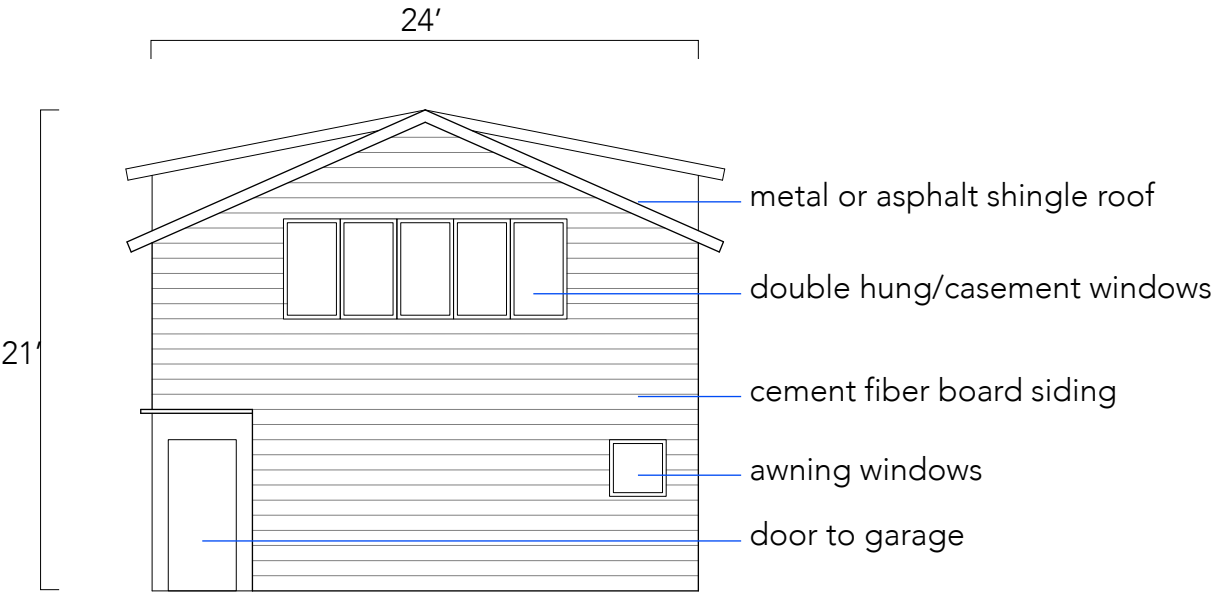 24′
metal or asphalt shingle roof
double hung/casement windows
21′
cement fiber board siding
awning windows
door to garage